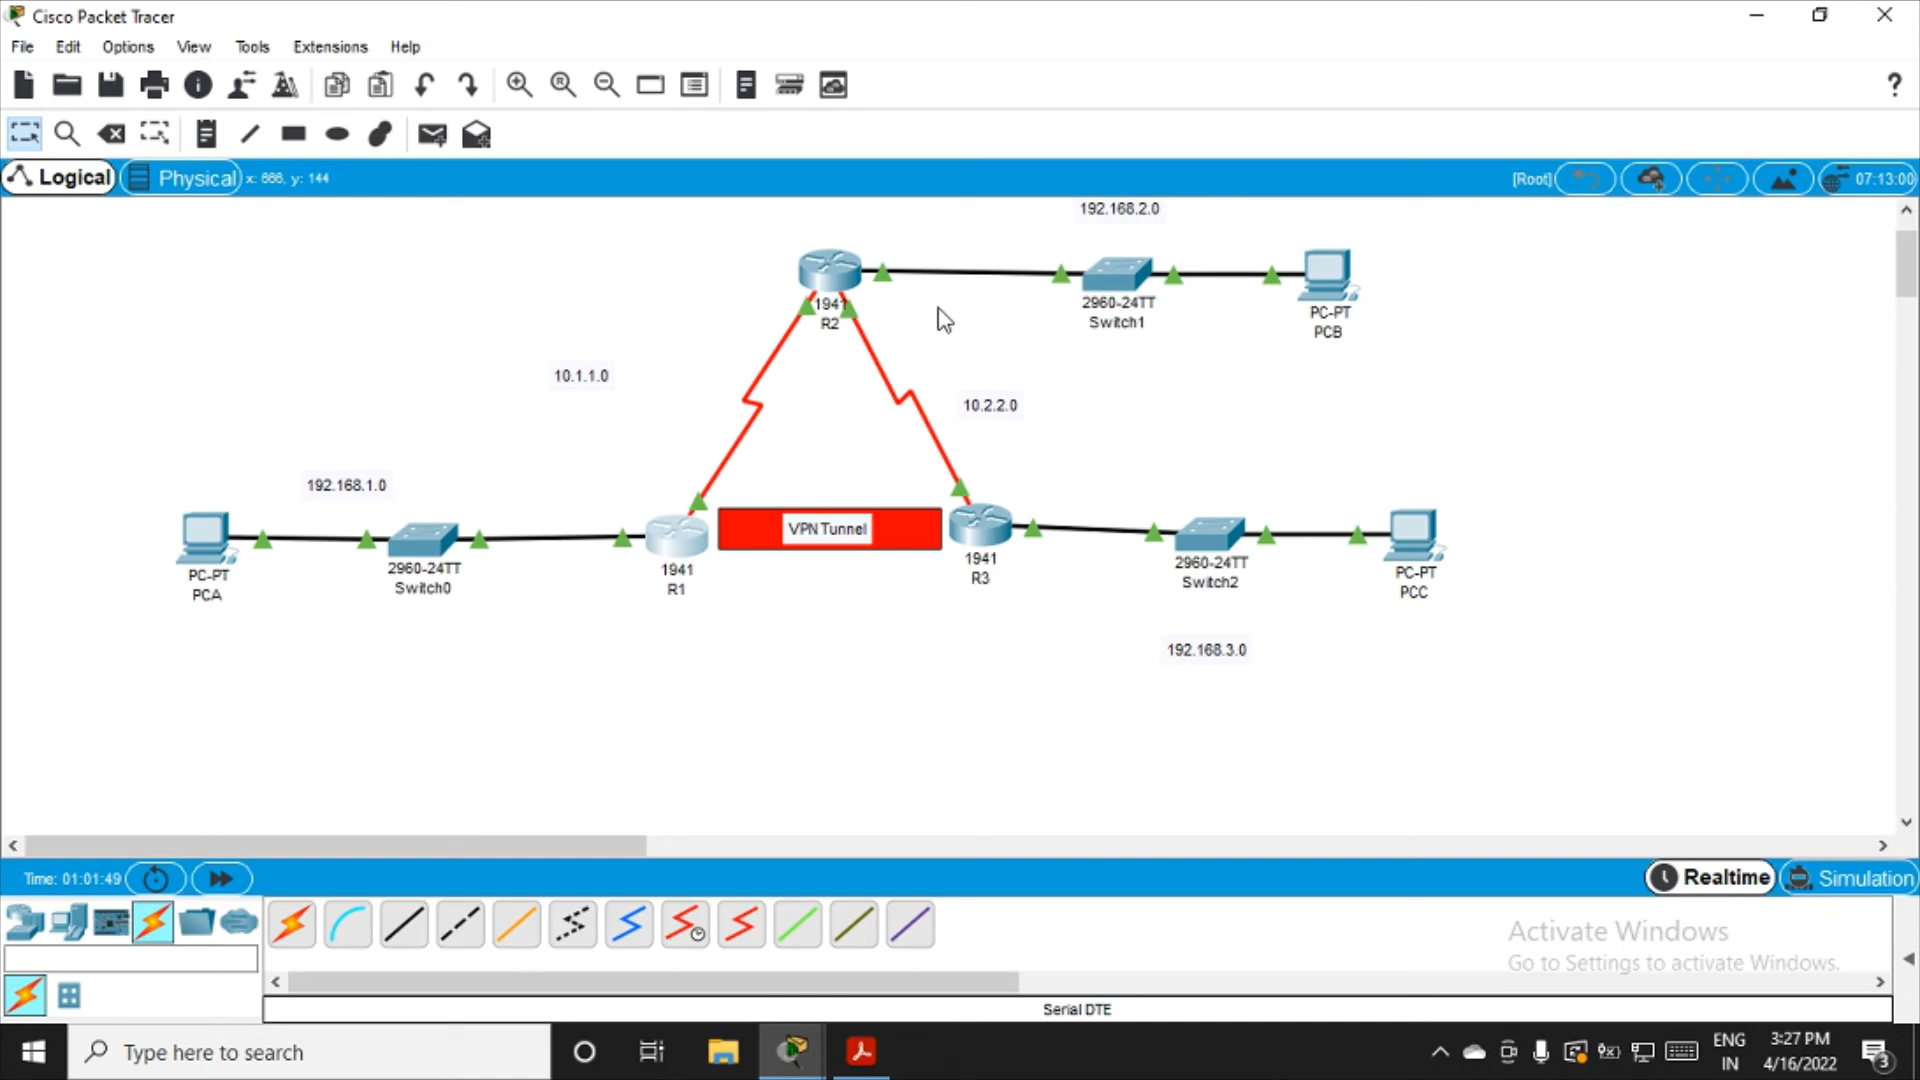 Cisco Packet Tracer
File Edit Options View Tools Extensions Help
Logical Physical x: 666, y: 144 [Root] 07:13:00
192.168.2.0
1941
R2
2960-24TT
Switch1
PC-PT
PCB
10.1.1.0
10.2.2.0
192.168.1.0
VPN Tunnel
PC-PT
PCA
2960-24TT
Switch0
1941
R1
1941
R3
2960-24TT
Switch2
PC-PT
PCC
192.168.3.0
Time: 01:01:49 Realtime Simulation
Activate Windows
Go to Settings to activate Windows.
Serial DTE
Type here to search
ENG
IN
3:27 PM
4/16/2022
3